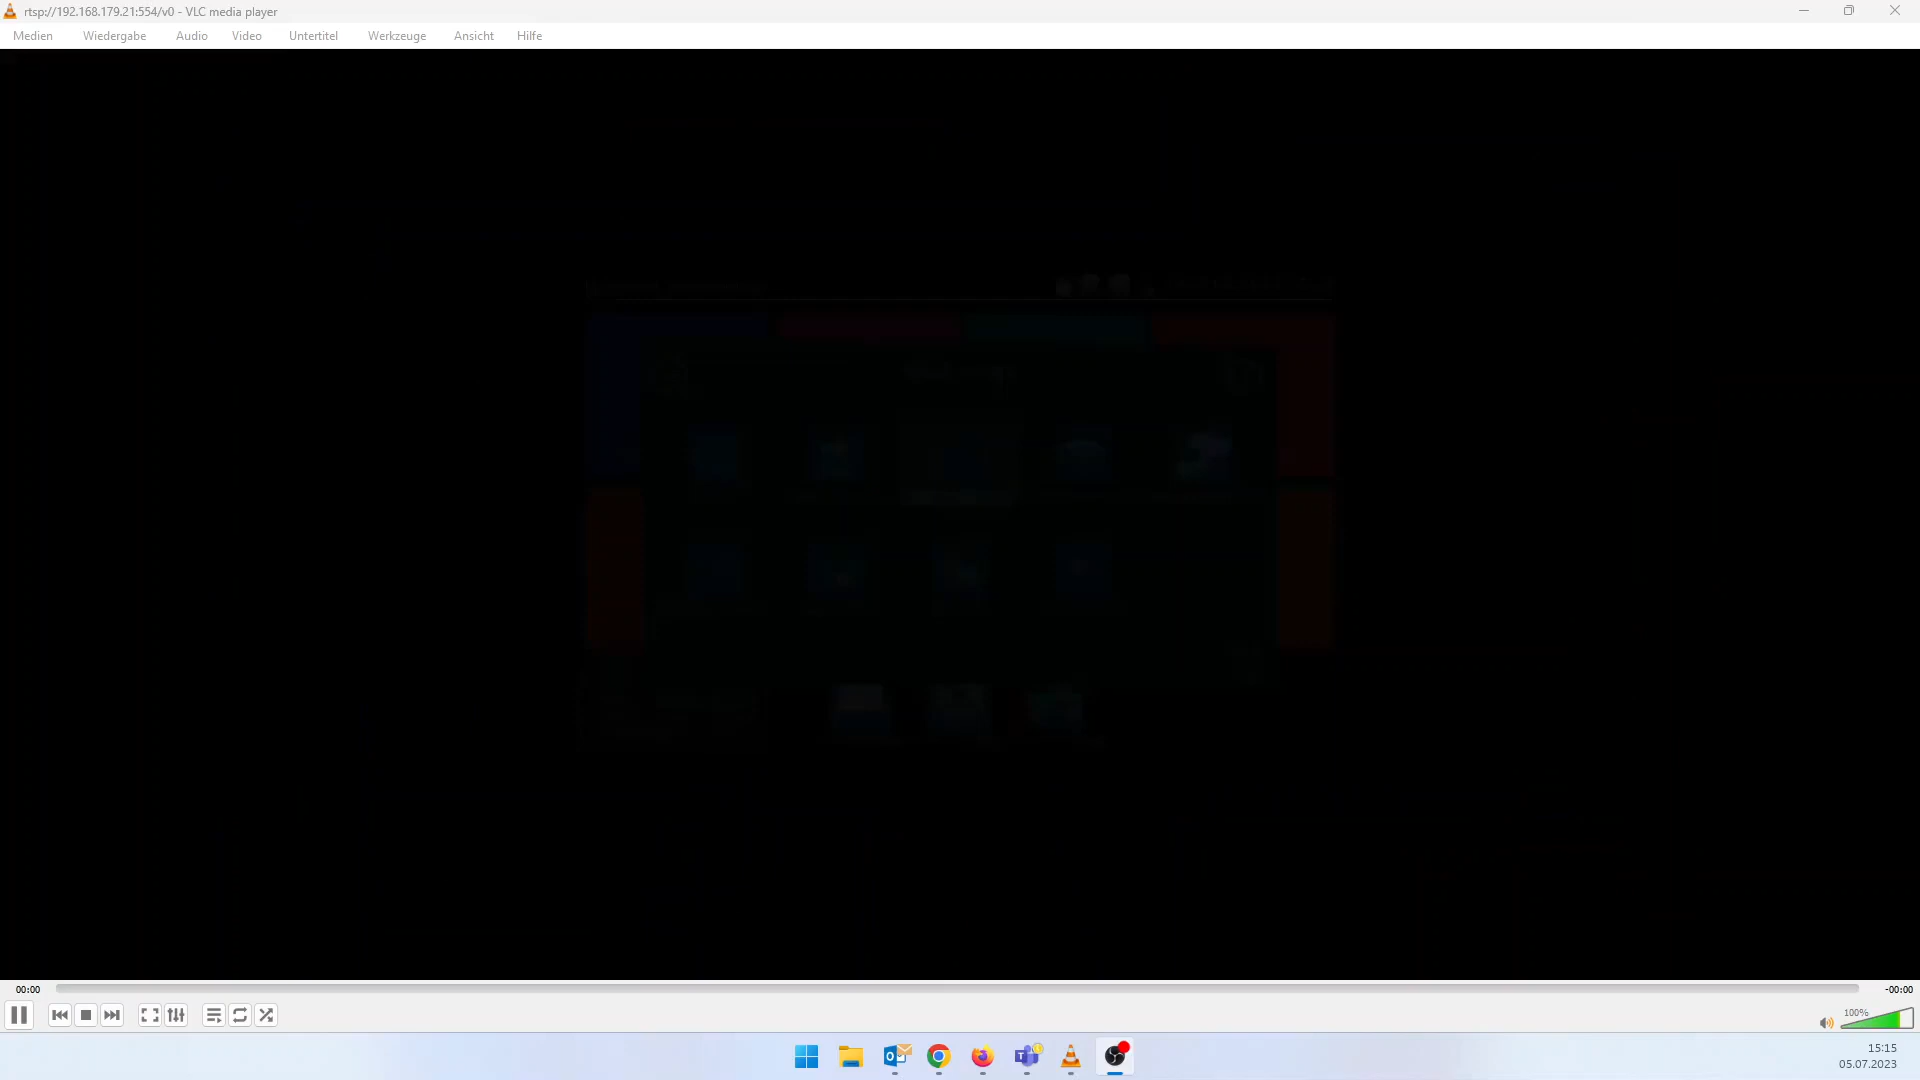 rtsp://192.168.179.21:554/v0 - VLC media player
Medien Wiedergabe Audio Video Untertitel Werkzeuge Ansicht Hilfe
00:00 -00:00
100%
15:15
05.07.2023